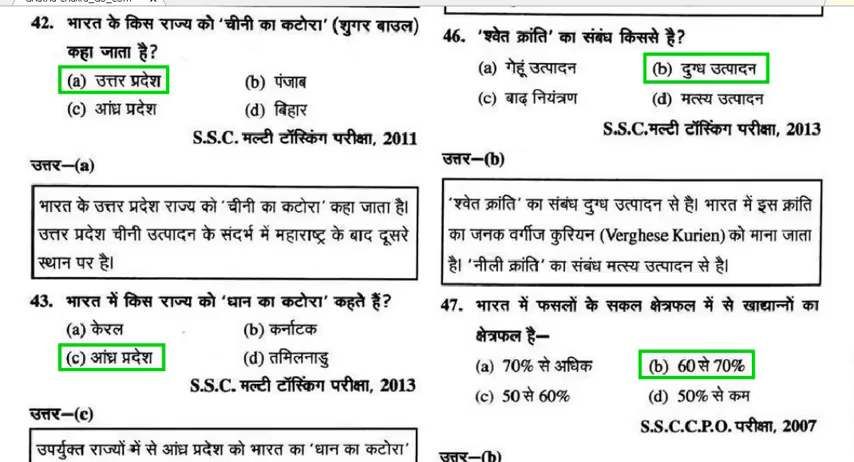 42. भारत के किस राज्य को 'चीनी का कटोरा' (शुगर बाउल)
कहा जाता है?
(a) उत्तर प्रदेश (b) पंजाब
(c) आंध्र प्रदेश (d) बिहार
S.S.C. मल्टी टॉस्किंग परीक्षा, 2011
उत्तर–(a)
भारत के उत्तर प्रदेश राज्य को 'चीनी का कटोरा' कहा जाता है।
उत्तर प्रदेश चीनी उत्पादन के संदर्भ में महाराष्ट्र के बाद दूसरे
स्थान पर है।
43. भारत में किस राज्य को 'धान का कटोरा' कहते हैं?
(a) केरल (b) कर्नाटक
(c) आंध्र प्रदेश (d) तमिलनाडु
S.S.C. मल्टी टॉस्किंग परीक्षा, 2013
उत्तर–(c)
उपर्युक्त राज्यों में से आंध्र प्रदेश को भारत का 'धान का कटोरा'
46. 'श्वेत क्रांति' का संबंध किससे है?
(a) गेहूं उत्पादन (b) दुग्ध उत्पादन
(c) बाढ़ नियंत्रण (d) मत्स्य उत्पादन
S.S.C.मल्टी टॉस्किंग परीक्षा, 2013
उत्तर–(b)
'श्वेत क्रांति' का संबंध दुग्ध उत्पादन से है। भारत में इस क्रांति
का जनक वर्गीज कुरियन (Verghese Kurien) को माना जाता
है। 'नीली क्रांति' का संबंध मत्स्य उत्पादन से है।
47. भारत में फसलों के सकल क्षेत्रफल में से खाद्यान्नों का
क्षेत्रफल है–
(a) 70% से अधिक (b) 60 से 70%
(c) 50 से 60% (d) 50% से कम
S.S.C.C.P.O. परीक्षा, 2007
उत्तर–(b)